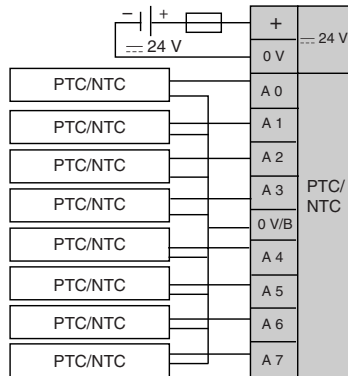 − + +
⎓ 24 V
0 V
⎓ 24 V
PTC/NTC A 0
PTC/NTC A 1
PTC/NTC A 2
PTC/NTC A 3
PTC/
NTC
0 V/B
PTC/NTC A 4
PTC/NTC A 5
PTC/NTC A 6
PTC/NTC A 7